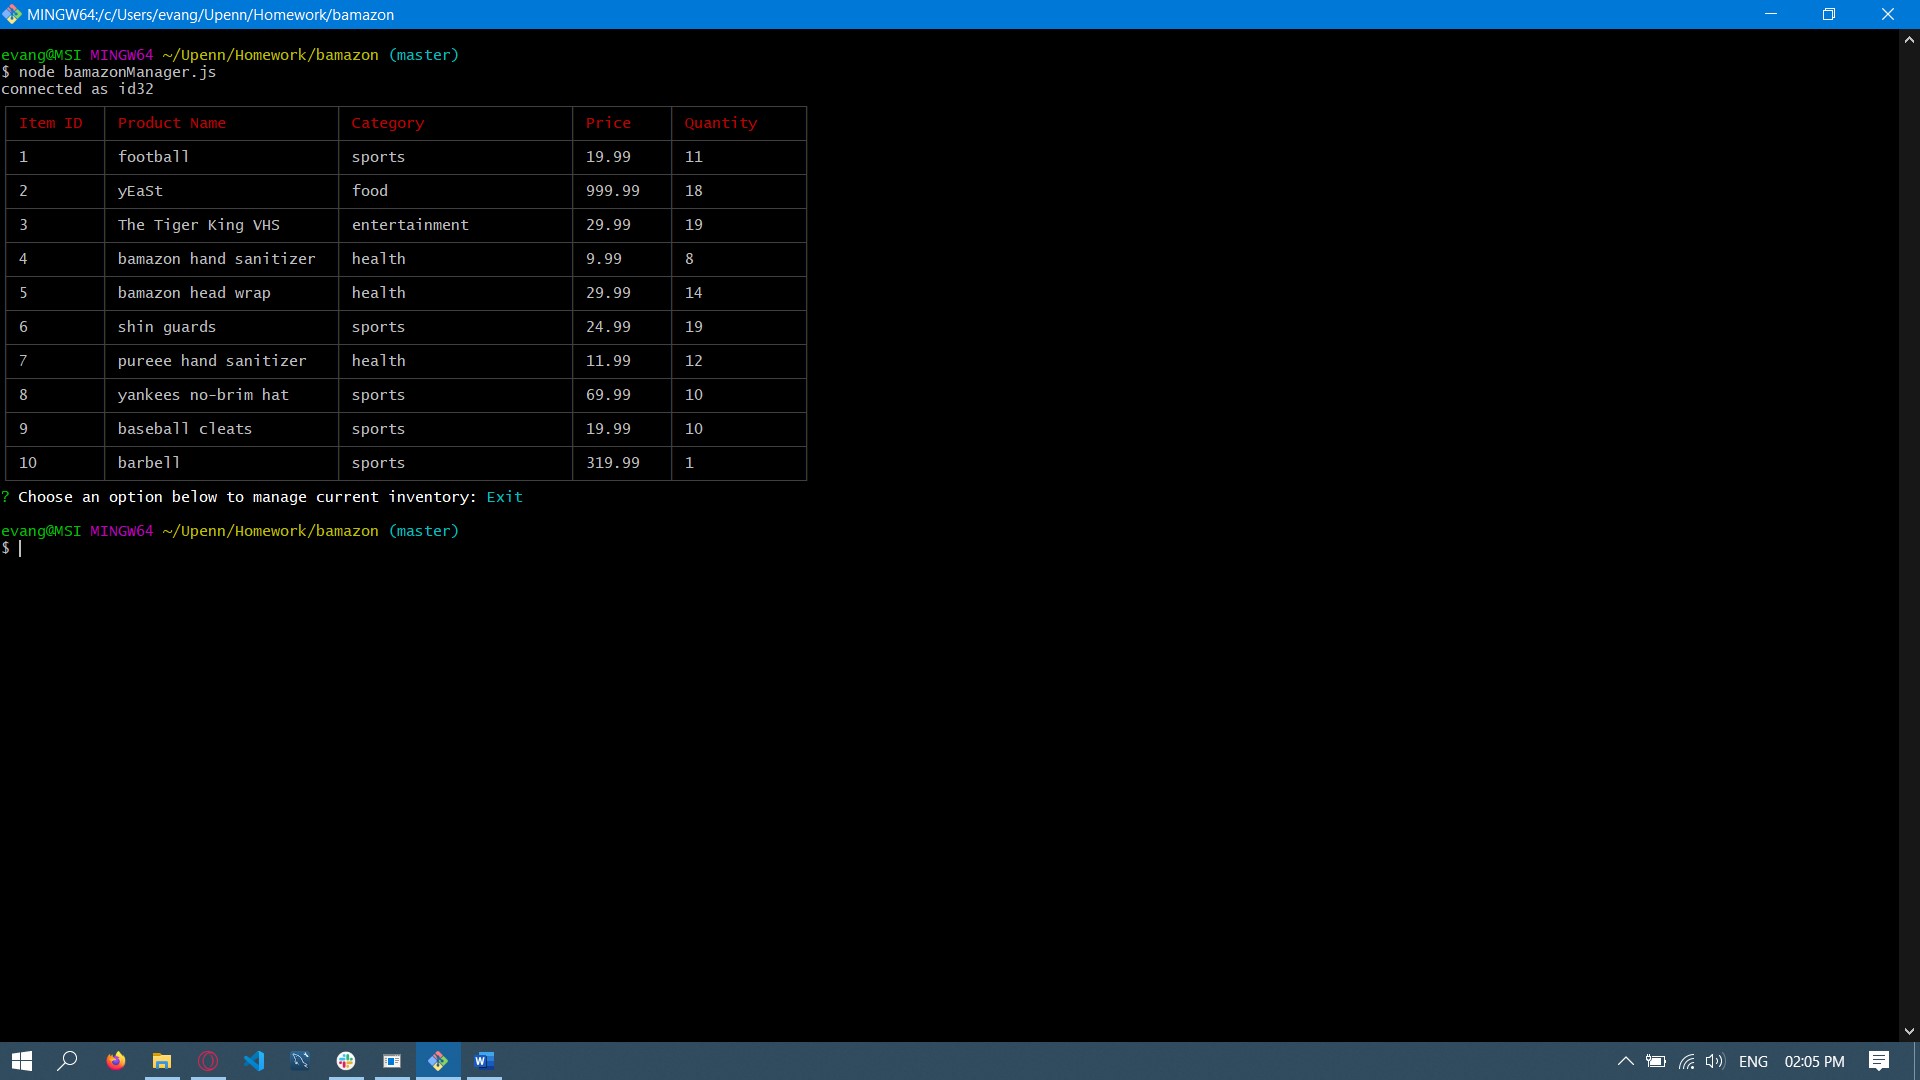 MINGW64:/c/Users/evang/Upenn/Homework/bamazon
evang@MSI MINGW64 ~/Upenn/Homework/bamazon (master)
$ node bamazonManager.js
connected as id32
Item ID Product Name Category Price Quantity
1 football sports 19.99 11
2 yEaSt food 999.99 18
3 The Tiger King VHS entertainment 29.99 19
4 bamazon hand sanitizer health 9.99 8
5 bamazon head wrap health 29.99 14
6 shin guards sports 24.99 19
7 pureee hand sanitizer health 11.99 12
8 yankees no-brim hat sports 69.99 10
9 baseball cleats sports 19.99 10
10 barbell sports 319.99 1
? Choose an option below to manage current inventory: Exit
evang@MSI MINGW64 ~/Upenn/Homework/bamazon (master)
$
ENG 02:05 PM